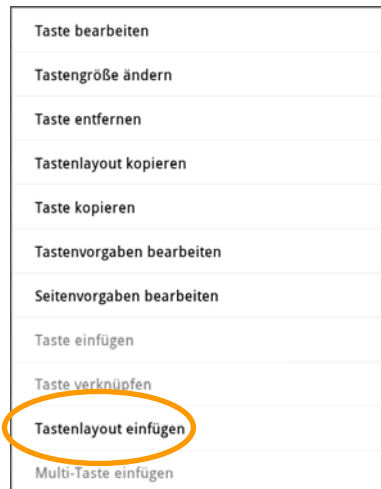 Taste bearbeiten
Tastengröße ändern
Taste entfernen
Tastenlayout kopieren
Taste kopieren
Tastenvorgaben bearbeiten
Seitenvorgaben bearbeiten
Taste einfügen
Taste verknüpfen
Tastenlayout einfügen
Multi-Taste einfügen